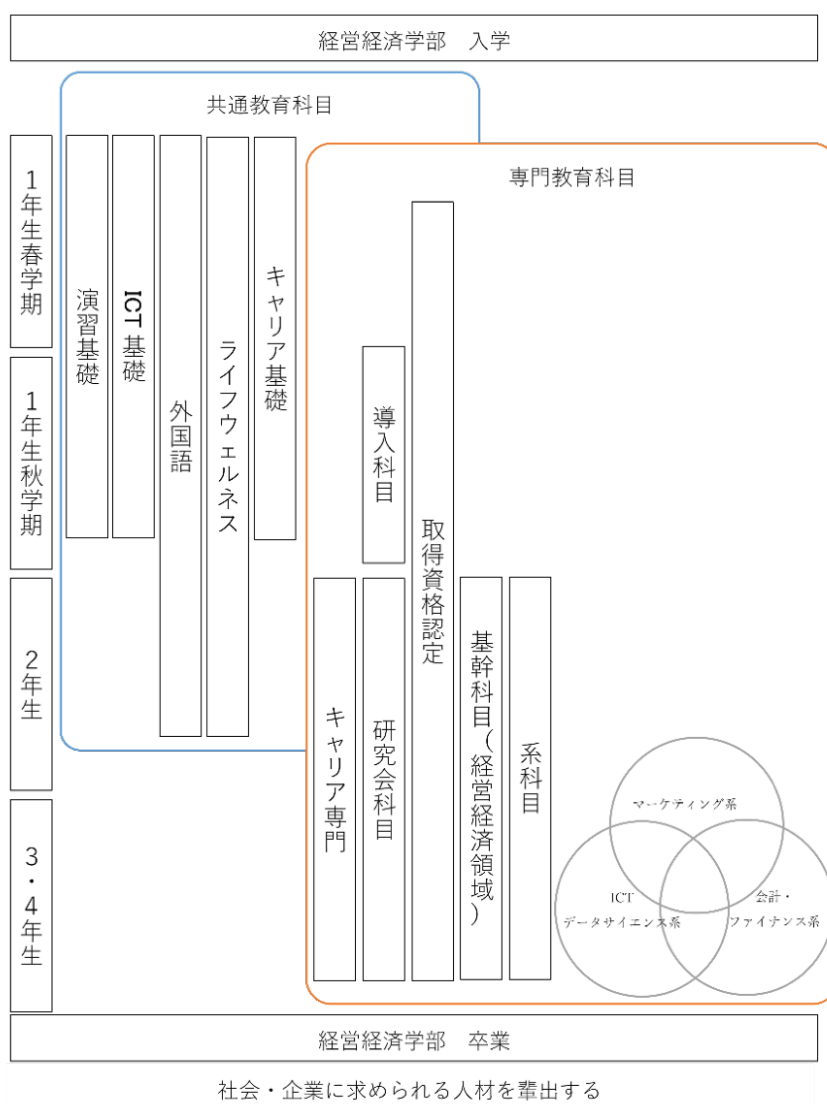 経営経済学部　入学
共通教育科目
専門教育科目
1年生春学期
1年生秋学期
2年生
3・4年生
演習基礎
ICT基礎
外国語
ライフウェルネス
キャリア基礎
導入科目
取得資格認定
キャリア専門
研究会科目
基幹科目（経営経済領域）
系科目
マーケティング系
ICT
データサイエンス系
会計・
ファイナンス系
経営経済学部　卒業
社会・企業に求められる人材を輩出する